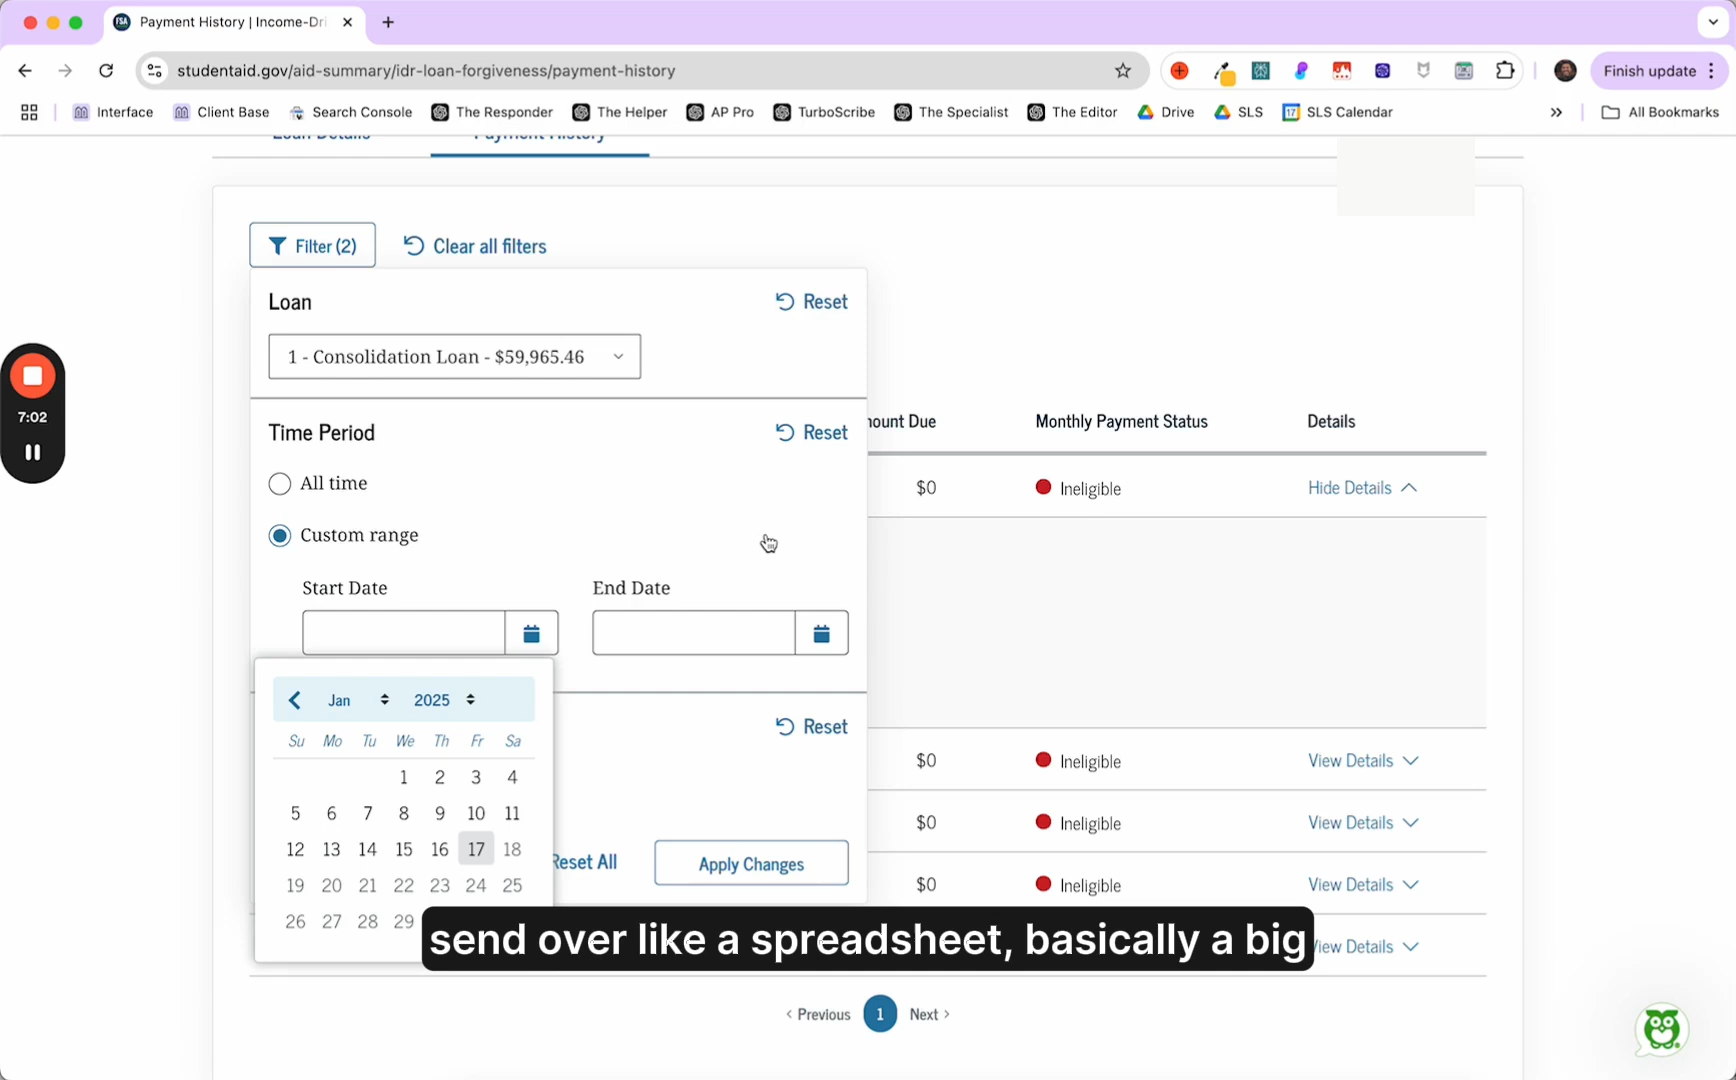 Payment History | Income-Dri
studentaid.gov/aid-summary/idr-loan-forgiveness/payment-history
Finish update
Interface
Client Base
Search Console
The Responder
The Helper
AP Pro
TurboScribe
The Specialist
The Editor
Drive
SLS
17
SLS Calendar
All Bookmarks
Loan Details
Payment History
Filter (2)
Clear all filters
Loan
Reset
1 - Consolidation Loan - $59,965.46
7:02
Time Period
Reset
All time
Custom range
Start Date
End Date
Jan
2025
Su Mo Tu We Th Fr Sa
1 2 3 4
5 6 7 8 9 10 11
12 13 14 15 16 17 18
19 20 21 22 23 24 25
26 27 28 29
Reset
Reset All
Apply Changes
ount Due
Monthly Payment Status
Details
$0 Ineligible Hide Details
$0 Ineligible View Details
$0 Ineligible View Details
$0 Ineligible View Details
View Details
send over like a spreadsheet, basically a big
Previous 1 Next